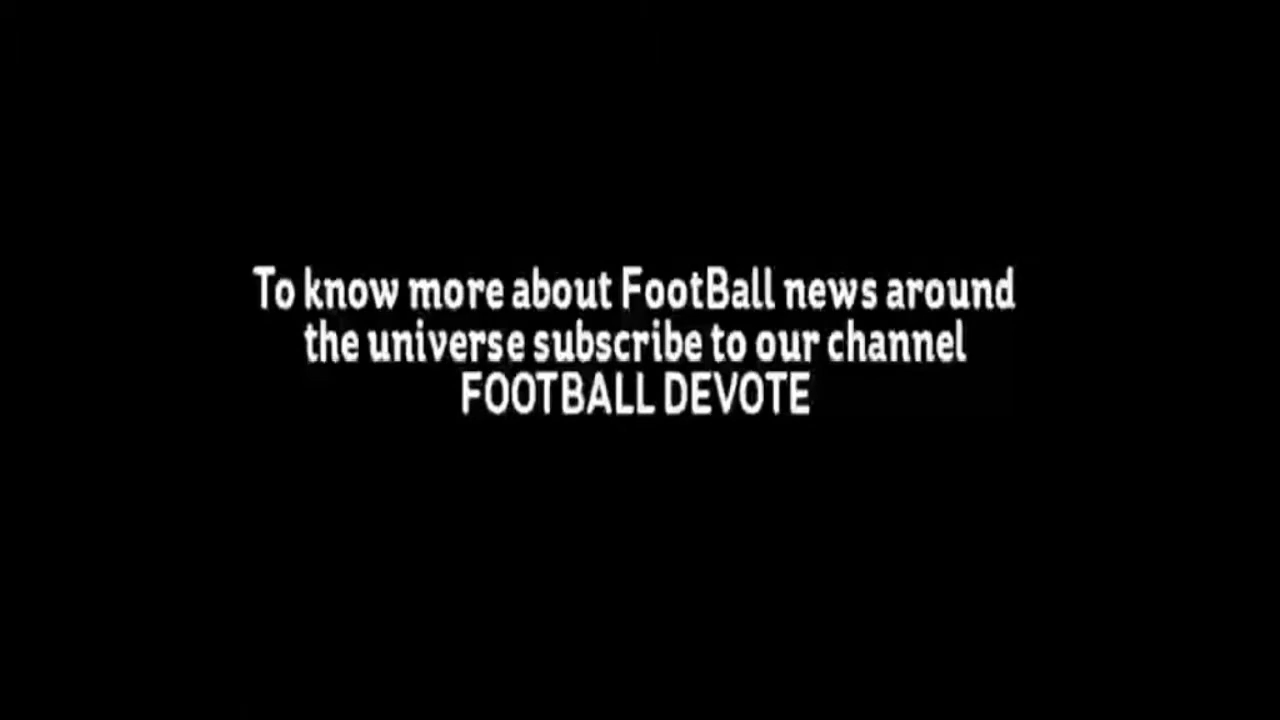 To know more about FootBall news around
the universe subscribe to our channel
FOOTBALL DEVOTE